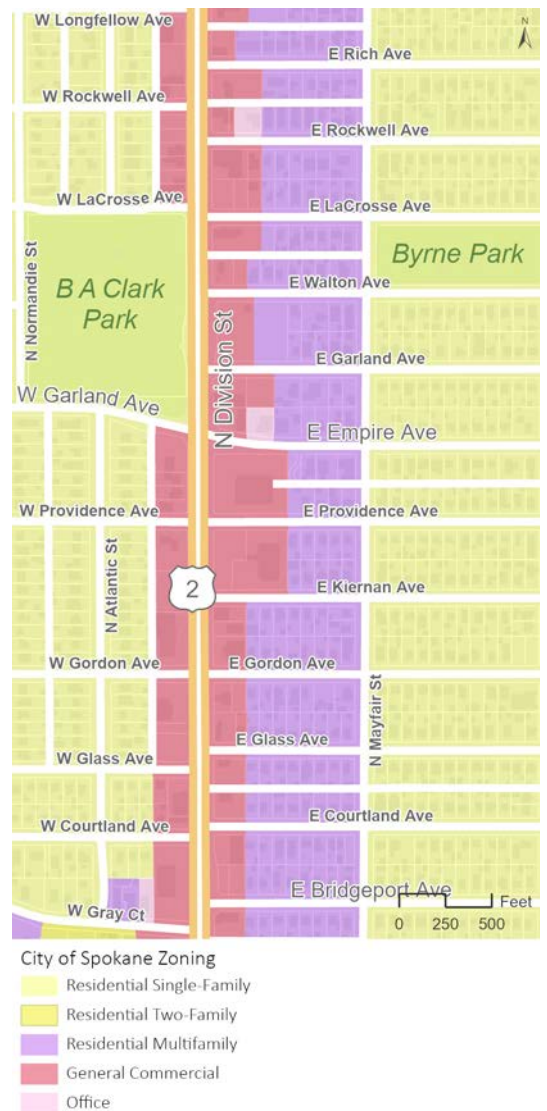 W Longfellow Ave
N
E Rich Ave
W Rockwell Ave
E Rockwell Ave
W LaCrosse Ave
E LaCrosse Ave
N Normandie St
B A Clark
Park
Byrne Park
E Walton Ave
N Division St
E Garland Ave
W Garland Ave
E Empire Ave
W Providence Ave
E Providence Ave
N Atlantic St
2
E Kiernan Ave
W Gordon Ave
E Gordon Ave
N Mayfair St
W Glass Ave
E Glass Ave
W Courtland Ave
E Courtland Ave
E Bridgeport Ave
W Gray Ct
Feet
0 250 500
City of Spokane Zoning
Residential Single-Family
Residential Two-Family
Residential Multifamily
General Commercial
Office